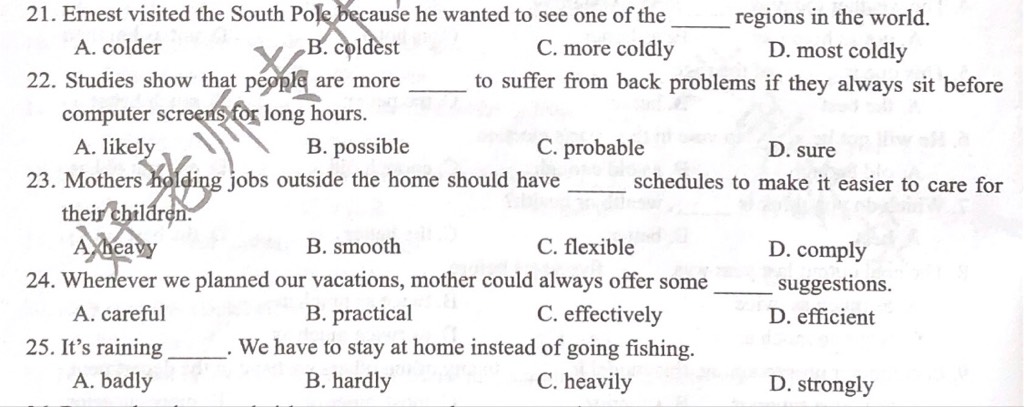 21. Ernest visited the South Pole because he wanted to see one of the ______ regions in the world.
A. colder B. coldest C. more coldly D. most coldly
22. Studies show that people are more ______ to suffer from back problems if they always sit before
computer screens for long hours.
A. likely B. possible C. probable D. sure
23. Mothers holding jobs outside the home should have ______ schedules to make it easier to care for
their children.
A. heavy B. smooth C. flexible D. comply
24. Whenever we planned our vacations, mother could always offer some ______ suggestions.
A. careful B. practical C. effectively D. efficient
25. It's raining ______. We have to stay at home instead of going fishing.
A. badly B. hardly C. heavily D. strongly